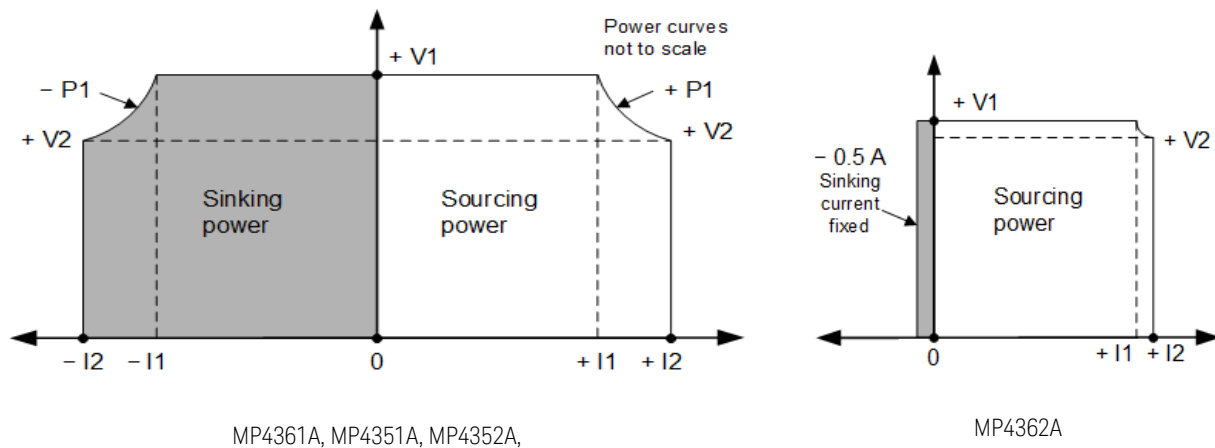 Power curves
not to scale
+ V1
− P1
+ P1
+ V2
+ V2
Sinking
power
Sourcing
power
− I2
− I1
0
+ I1
+ I2
MP4361A, MP4351A, MP4352A,
+ V1
+ V2
− 0.5 A
Sinking
current
fixed
Sourcing
power
0
+ I1
+ I2
MP4362A